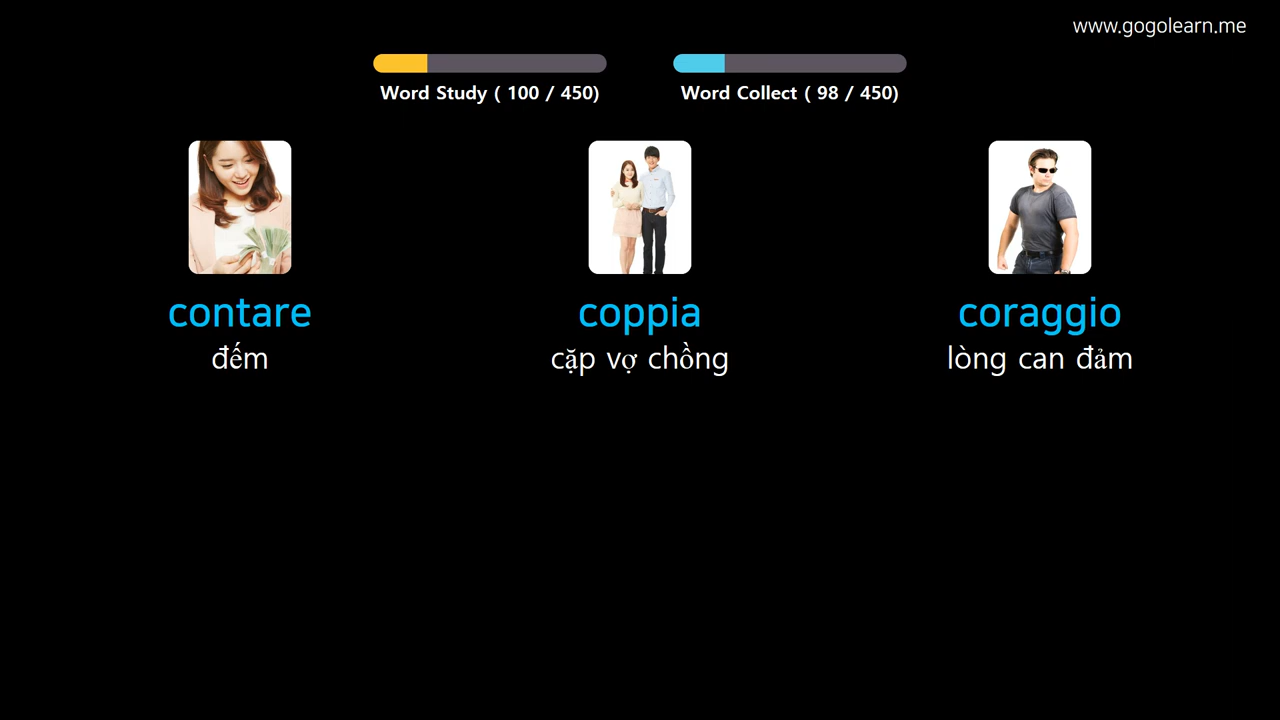 www.gogolearn.me
Word Study ( 100 / 450)
Word Collect ( 98 / 450)
contare
đếm
coppia
cặp vợ chồng
coraggio
lòng can đảm